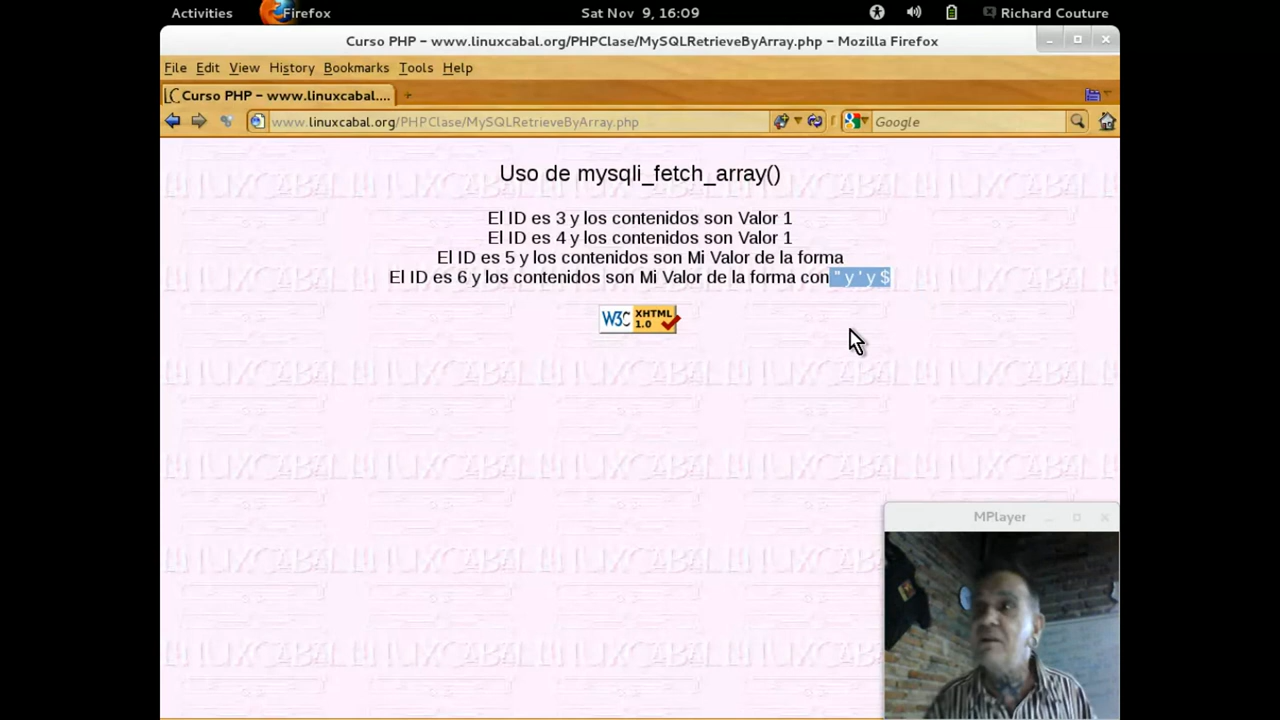 Activities Firefox Sat Nov 9, 16:09 Richard Couture
Curso PHP – www.linuxcabal.org/PHPClase/MySQLRetrieveByArray.php – Mozilla Firefox
File Edit View History Bookmarks Tools Help
Curso PHP – www.linuxcabal....
www.linuxcabal.org/PHPClase/MySQLRetrieveByArray.php Google
Uso de mysqli_fetch_array()
El ID es 3 y los contenidos son Valor 1
El ID es 4 y los contenidos son Valor 1
El ID es 5 y los contenidos son Mi Valor de la forma
El ID es 6 y los contenidos son Mi Valor de la forma con " y ' y $
W3C XHTML
1.0
MPlayer